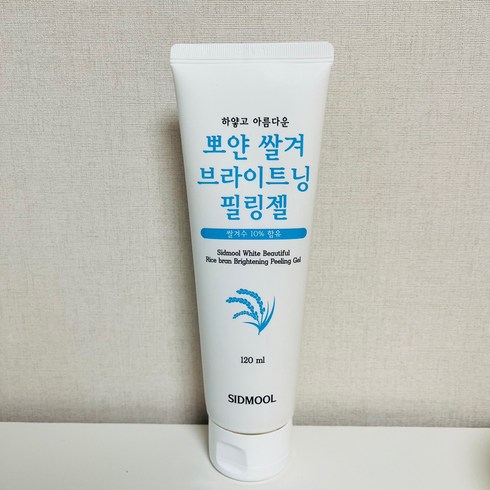 하얗고 아름다운
뽀얀 쌀겨
브라이트닝
필링젤
쌀겨수 10% 함유
Sidmool White Beautiful
Rice bran Brightening Peeling Gel
120 ml
SIDMOOL